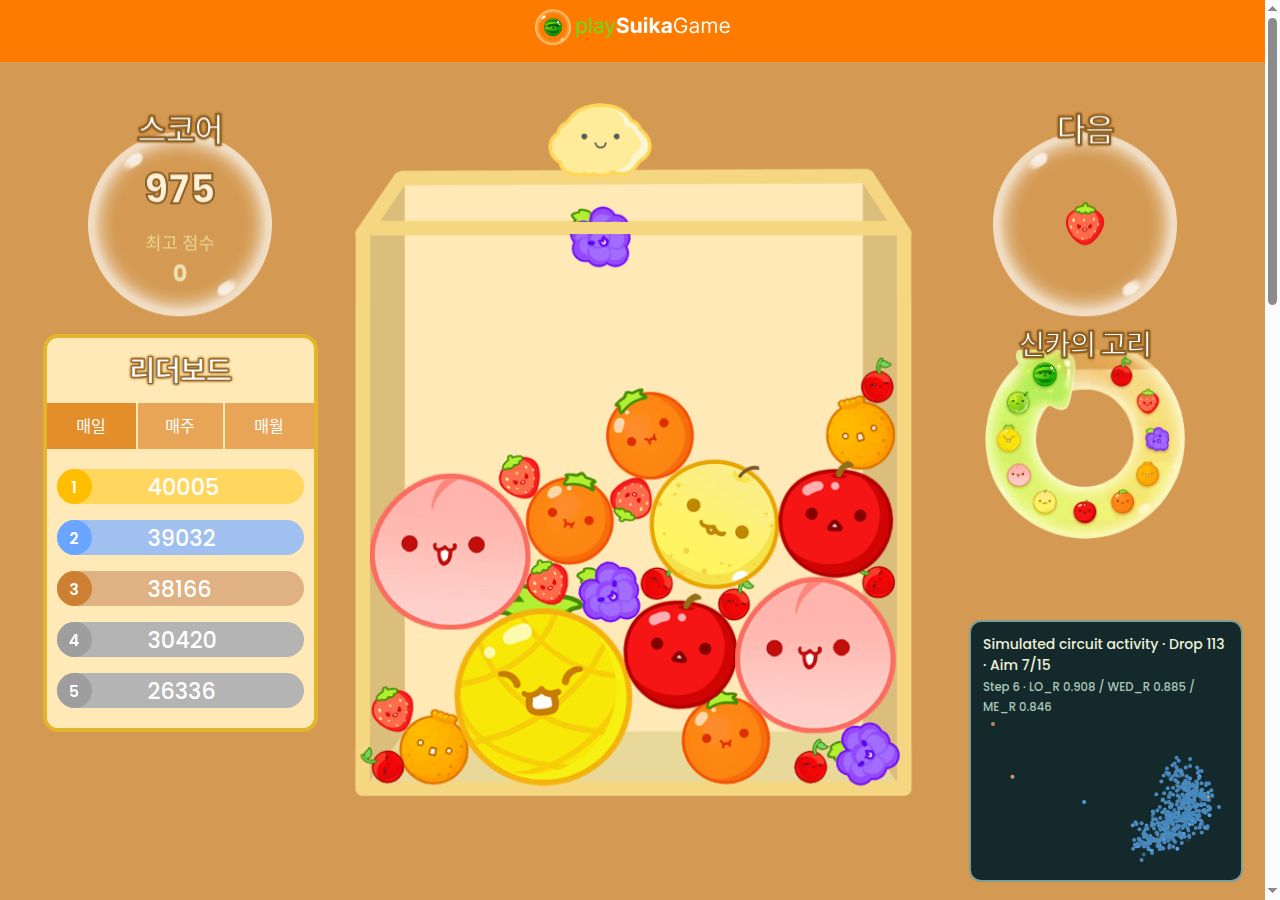 playSuikaGame
스코어
975
최고 점수
0
리더보드
매일 매주 매월
1 40005
2 39032
3 38166
4 30420
5 26336
다음
신카의 고리
Simulated circuit activity · Drop 113
· Aim 7/15
Step 6 · LO_R 0.908 / WED_R 0.885 /
ME_R 0.846